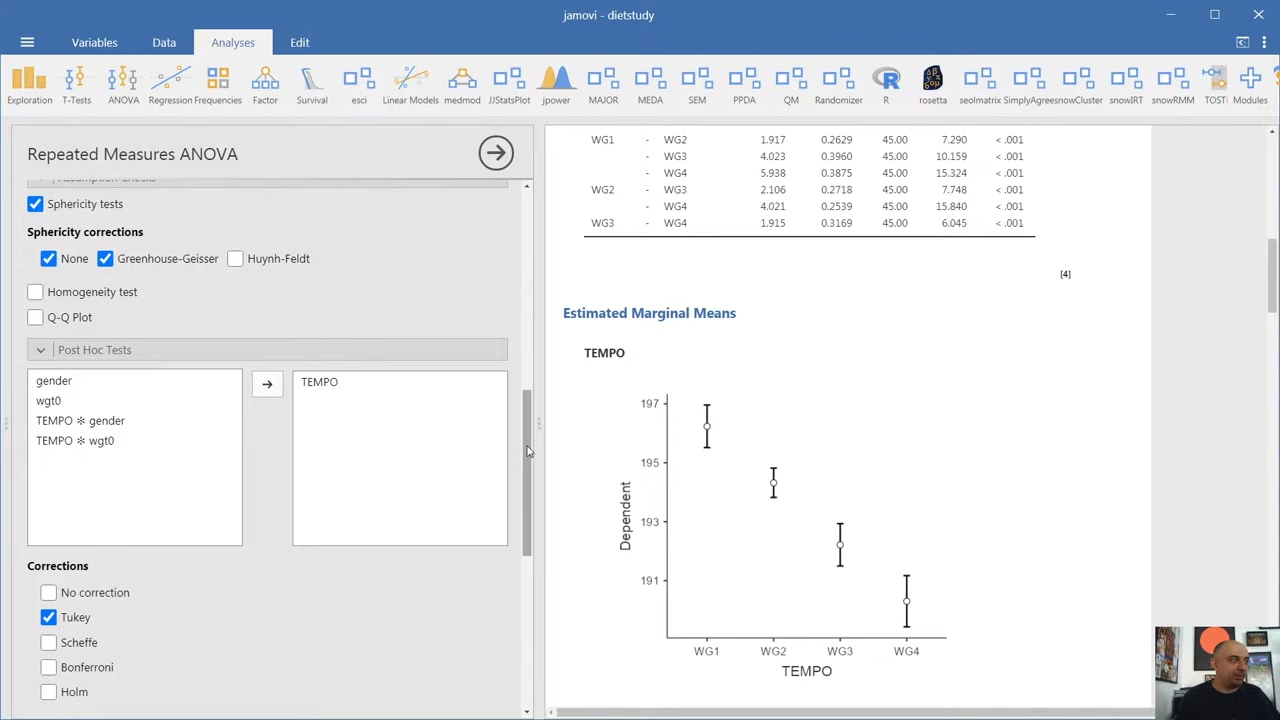 jamovi - dietstudy
Variables
Data
Analyses
Edit
Exploration
T-Tests
ANOVA
Regression
Frequencies
Factor
Survival
esci
Linear Models
medmod
JJStatsPlot
jpower
MAJOR
MEDA
SEM
PPDA
QM
Randomizer
R
rosetta
seolmatrix
SimplyAgree
snowCluster
snowIRT
snowRMM
TOST
Modules
Repeated Measures ANOVA
Assumption Checks
Sphericity tests
Sphericity corrections
None Greenhouse-Geisser Huynh-Feldt
Homogeneity test
Q-Q Plot
Post Hoc Tests
gender
wgt0
TEMPO ✻ gender
TEMPO ✻ wgt0
TEMPO
Corrections
No correction
Tukey
Scheffe
Bonferroni
Holm
WG1 - WG2 1.917 0.2629 45.00 7.290 < .001
- WG3 4.023 0.3960 45.00 10.159 < .001
- WG4 5.938 0.3875 45.00 15.324 < .001
WG2 - WG3 2.106 0.2718 45.00 7.748 < .001
- WG4 4.021 0.2539 45.00 15.840 < .001
WG3 - WG4 1.915 0.3169 45.00 6.045 < .001
[4]
Estimated Marginal Means
TEMPO
197
195
193
191
Dependent
WG1 WG2 WG3 WG4
TEMPO